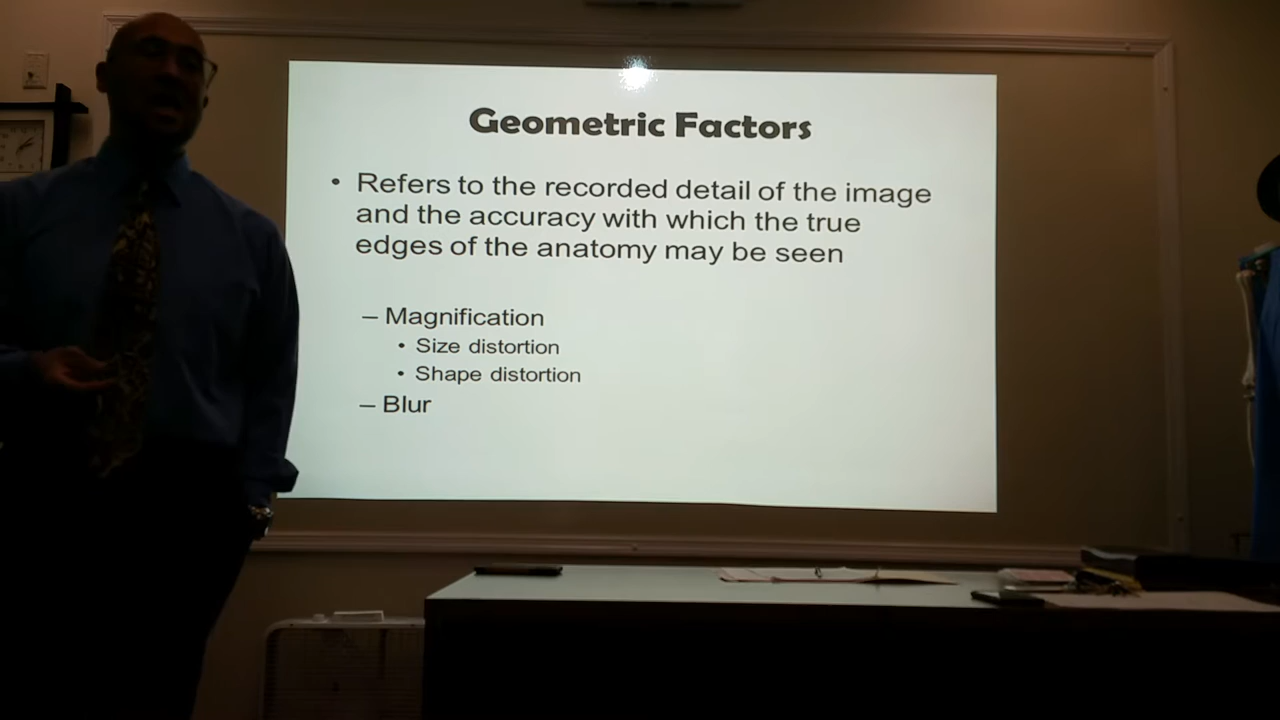 Geometric Factors
• Refers to the recorded detail of the image
and the accuracy with which the true
edges of the anatomy may be seen
– Magnification
• Size distortion
• Shape distortion
– Blur